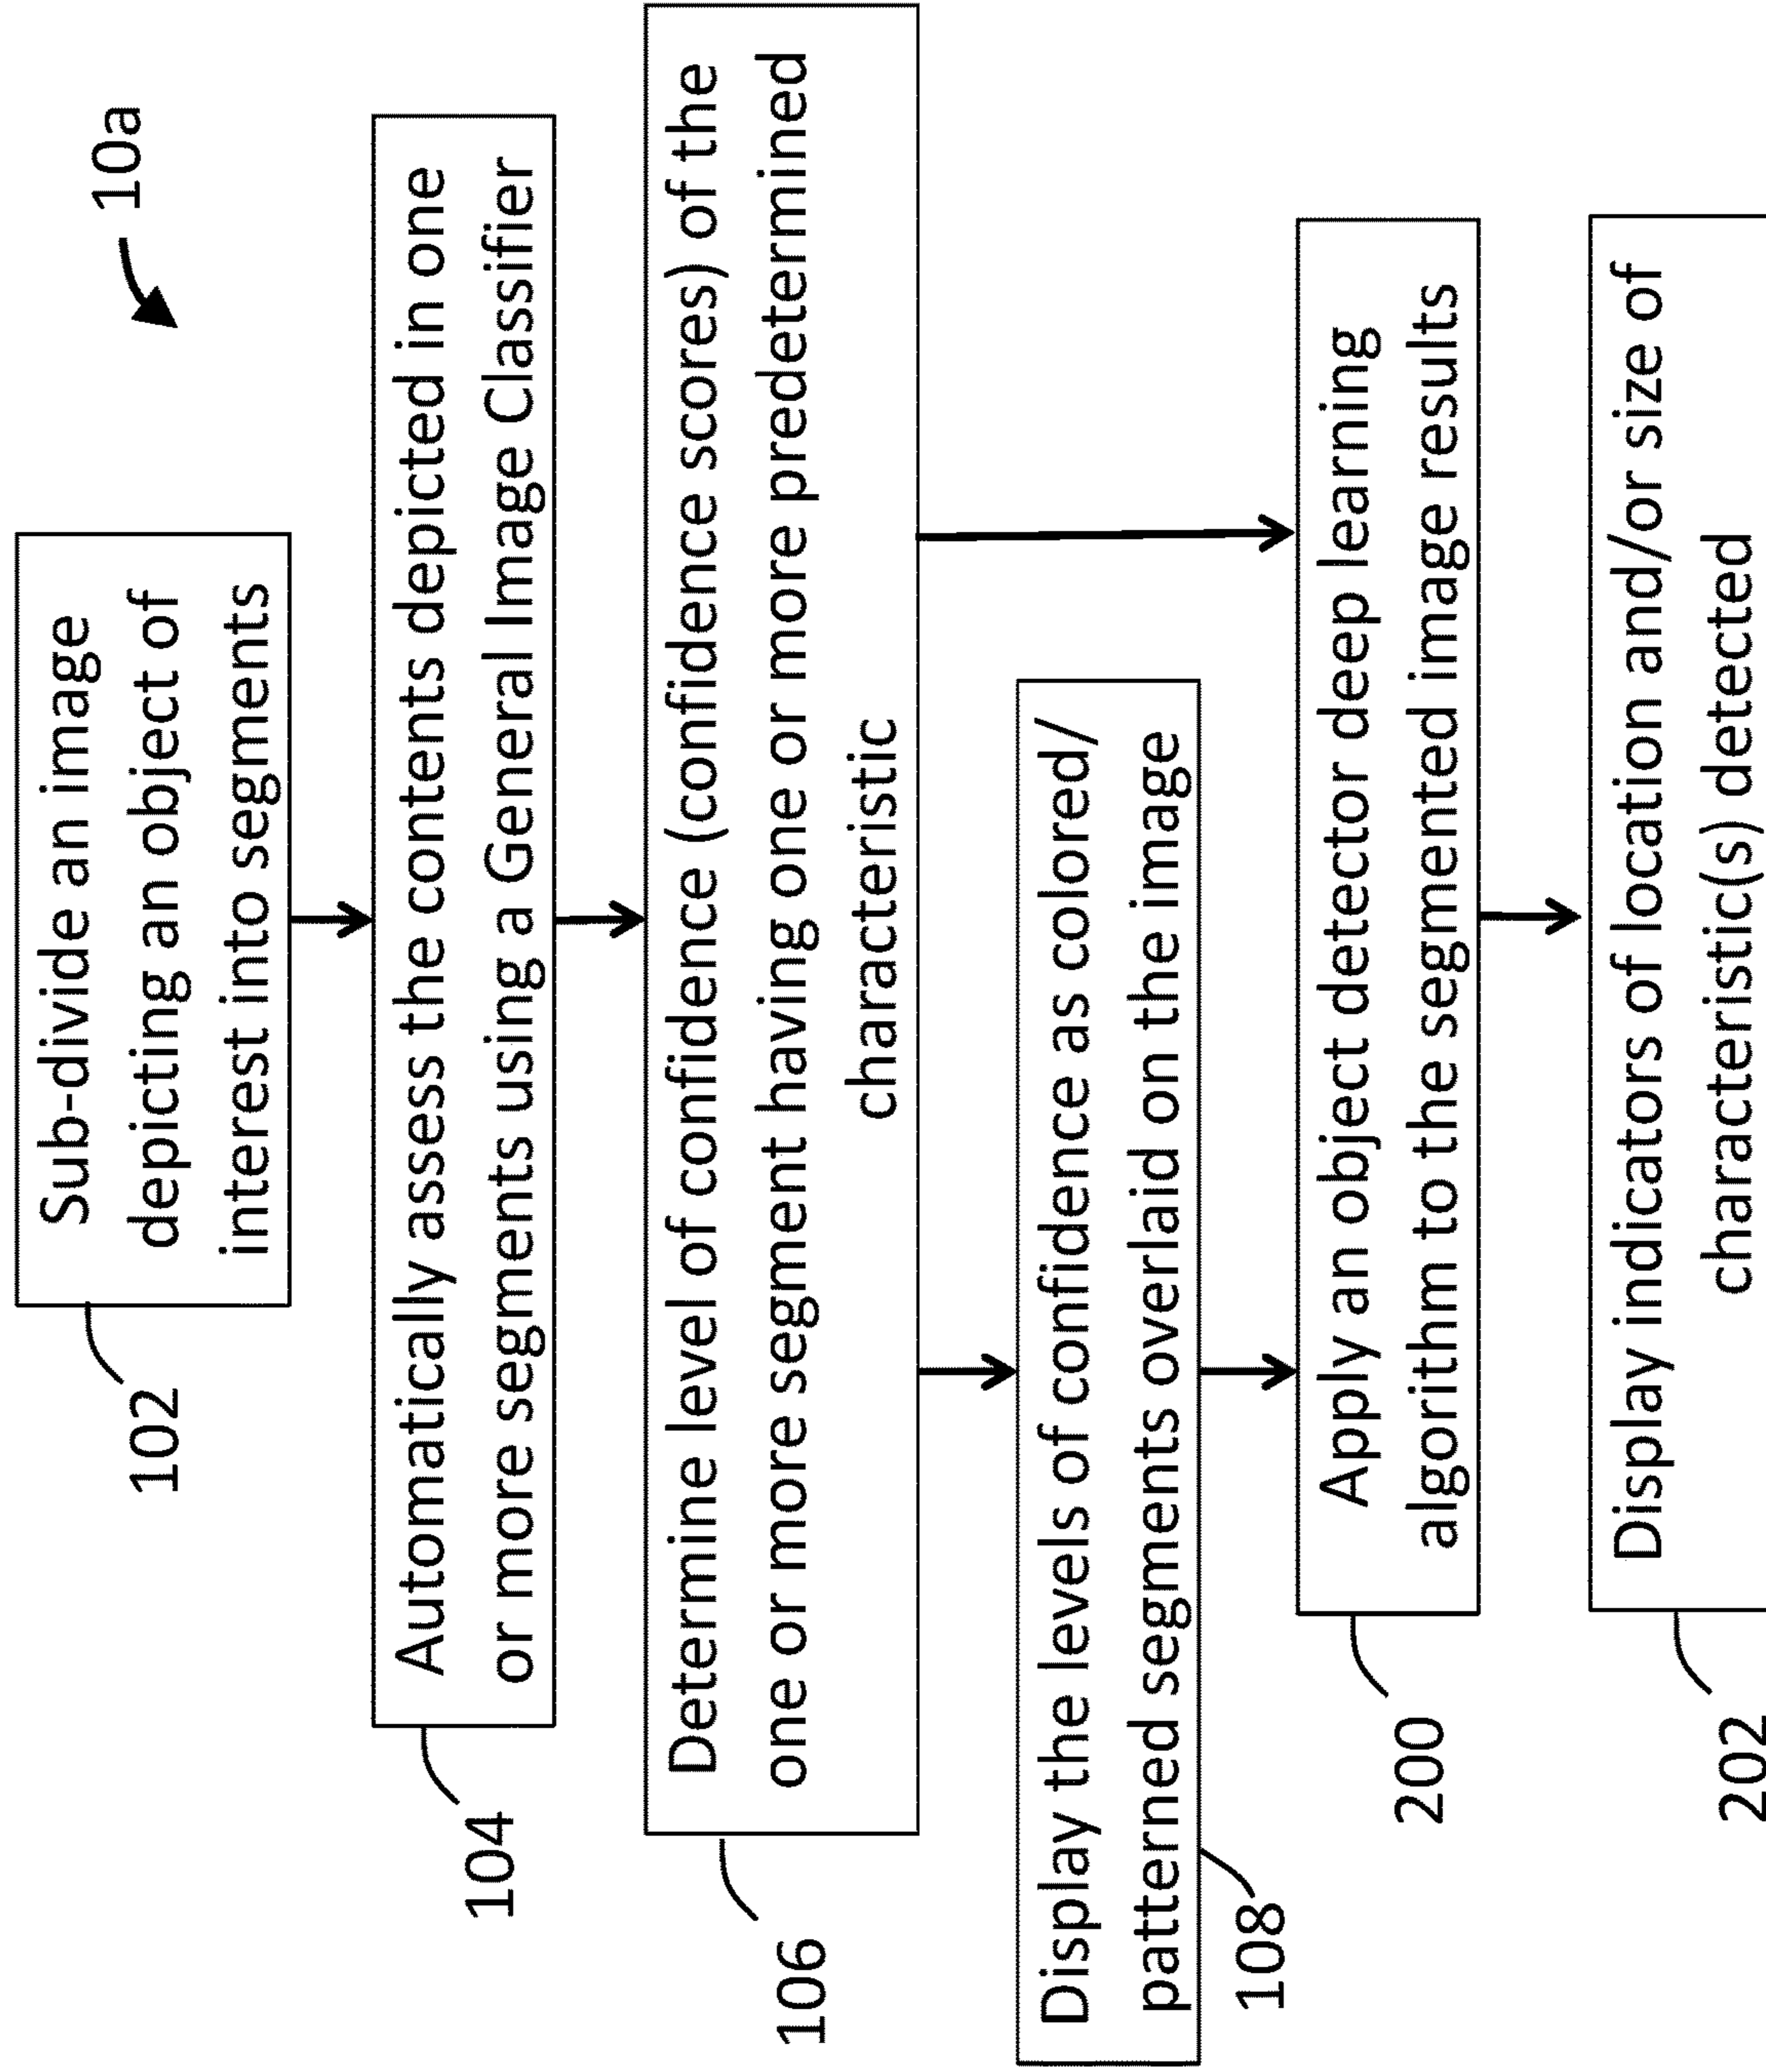 10a
Sub-divide an image
depicting an object of
interest into segments
102
Automatically assess the contents depicted in one
or more segments using a General Image Classifier
104
Determine level of confidence (confidence scores) of the
one or more segment having one or more predetermined
characteristic
106
Display the levels of confidence as colored/
patterned segments overlaid on the image
108
Apply an object detector deep learning
algorithm to the segmented image results
200
Display indicators of location and/or size of
characteristic(s) detected
202